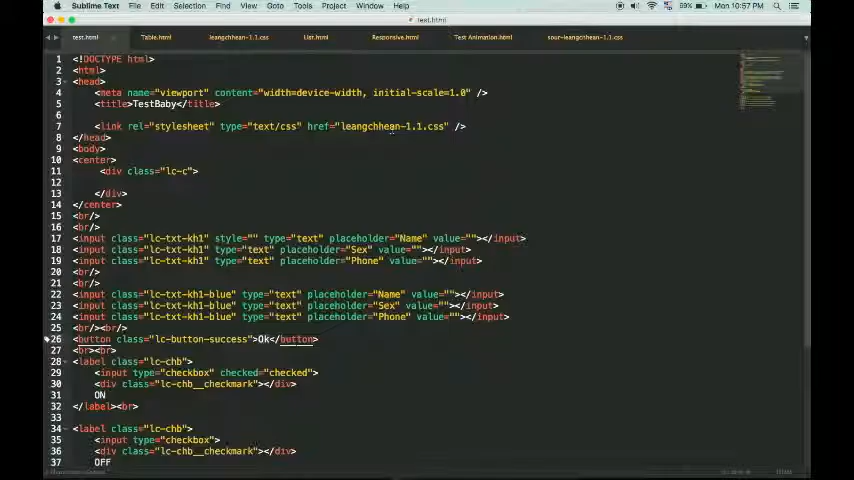 Sublime Text File Edit Selection Find View Goto Tools Project Window Help 99% Mon 10:57 PM
test.html
test.html Table.html leangchhean-1.1.css List.html Responsive.html Test Animation.html sour-leangchhean-1.1.css
1 <!DOCTYPE html>
2 <html>
3 <head>
4 <meta name="viewport" content="width=device-width, initial-scale=1.0" />
5 <title>TestBaby</title>
6
7 <link rel="stylesheet" type="text/css" href="leangchhean-1.1.css" />
8 </head>
9 <body>
10 <center>
11 <div class="lc-c">
12
13 </div>
14 </center>
15 <br/>
16 <br/>
17 <input class="lc-txt-kh1" style="" type="text" placeholder="Name" value=""></input>
18 <input class="lc-txt-kh1" type="text" placeholder="Sex" value=""></input>
19 <input class="lc-txt-kh1" type="text" placeholder="Phone" value=""></input>
20 <br/>
21 <br/>
22 <input class="lc-txt-kh1-blue" type="text" placeholder="Name" value=""></input>
23 <input class="lc-txt-kh1-blue" type="text" placeholder="Sex" value=""></input>
24 <input class="lc-txt-kh1-blue" type="text" placeholder="Phone" value=""></input>
25 <br/><br/>
26 <button class="lc-button-success">Ok</button>
27 <br><br>
28 <label class="lc-chb">
29 <input type="checkbox" checked="checked">
30 <div class="lc-chb__checkmark"></div>
31 ON
32 </label><br>
33
34 <label class="lc-chb">
35 <input type="checkbox">
36 <div class="lc-chb__checkmark"></div>
37 OFF